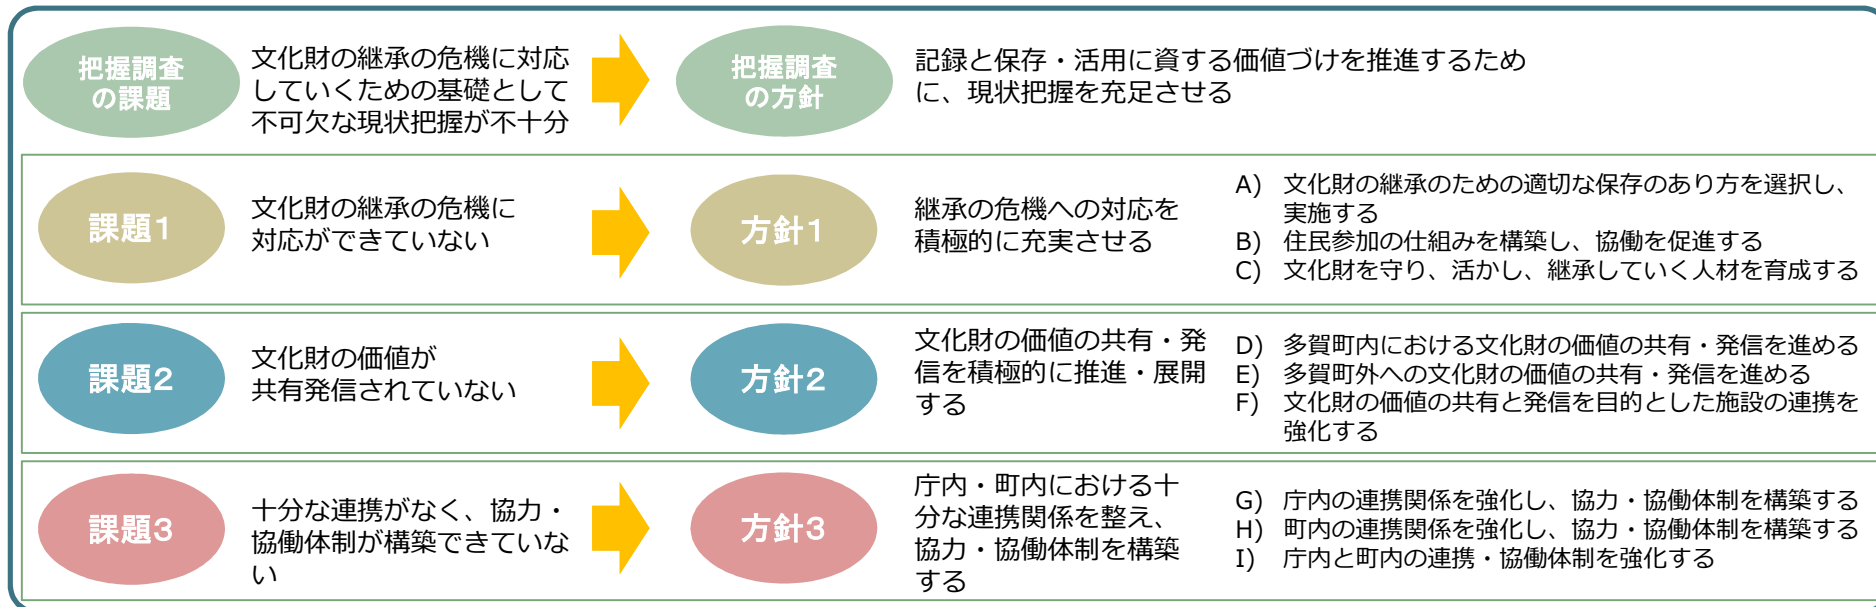 把握調査
の課題
文化財の継承の危機に対応
していくための基礎として
不可欠な現状把握が不十分
把握調査
の方針
記録と保存・活用に資する価値づけを推進するため
に、現状把握を充足させる
課題1
文化財の継承の危機に
対応ができていない
方針1
継承の危機への対応を
積極的に充実させる
A) 文化財の継承のための適切な保存のあり方を選択し、
実施する
B) 住民参加の仕組みを構築し、協働を促進する
C) 文化財を守り、活かし、継承していく人材を育成する
課題2
文化財の価値が
共有発信されていない
方針2
文化財の価値の共有・発
信を積極的に推進・展開
する
D) 多賀町内における文化財の価値の共有・発信を進める
E) 多賀町外への文化財の価値の共有・発信を進める
F) 文化財の価値の共有と発信を目的とした施設の連携を
強化する
課題3
十分な連携がなく、協力・
協働体制が構築できていな
い
方針3
庁内・町内における十
分な連携関係を整え、
協力・協働体制を構築
する
G) 庁内の連携関係を強化し、協力・協働体制を構築する
H) 町内の連携関係を強化し、協力・協働体制を構築する
I) 庁内と町内の連携・協働体制を強化する